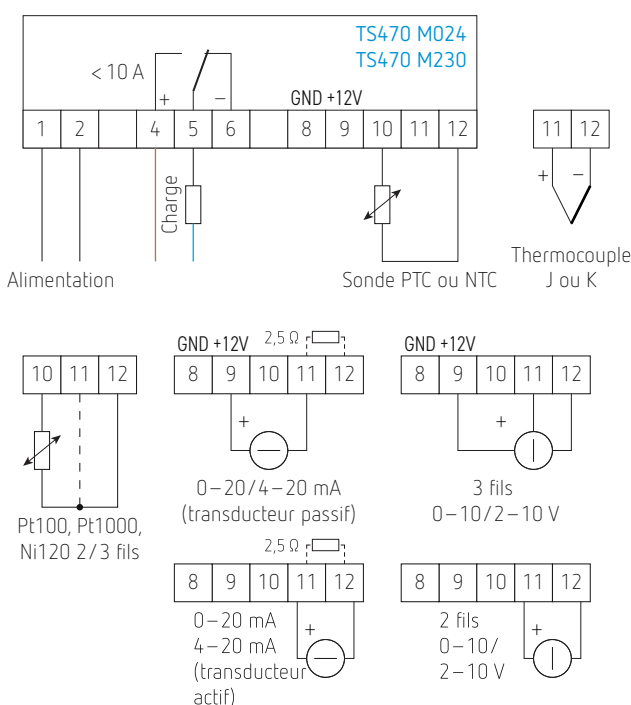 TS470 M024
TS470 M230
< 10 A
+ –
GND +12V
1 2 4 5 6 8 9 10 11 12
11 12
+ –
Charge
Alimentation
Sonde PTC ou NTC
Thermocouple
J ou K
10 11 12
Pt100, Pt1000,
Ni120 2/3 fils
GND +12V 2,5 Ω
8 9 10 11 12
+
0–20/4–20 mA
(transducteur passif)
GND +12V
8 9 10 11 12
+
3 fils
0–10/2–10 V
2,5 Ω
8 9 10 11 12
0–20 mA
4–20 mA
(transducteur
actif)
+
8 9 10 11 12
2 fils
0–10/
2–10 V
+